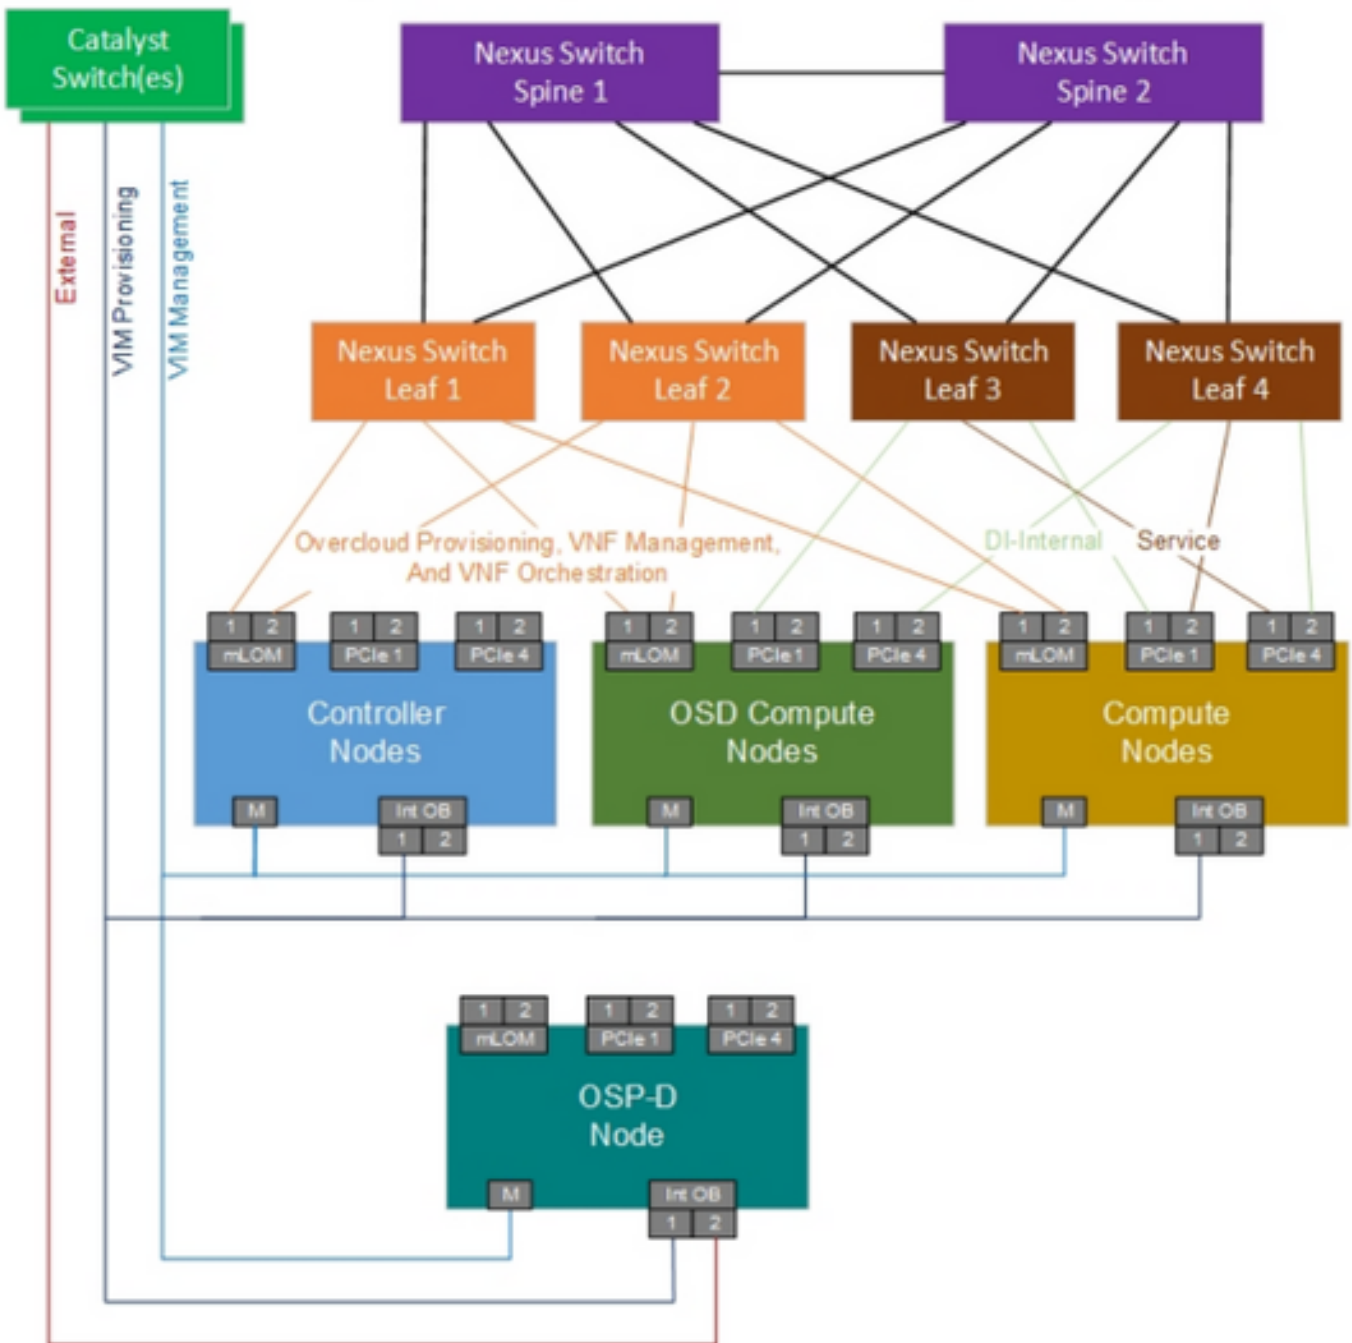 Catalyst
Switch(es)
Nexus Switch
Spine 1
Nexus Switch
Spine 2
External
VIM Provisioning
VIM Management
Nexus Switch
Leaf 1
Nexus Switch
Leaf 2
Nexus Switch
Leaf 3
Nexus Switch
Leaf 4
Overcloud Provisioning, VNF Management,
And VNF Orchestration
DI-Internal
Service
1 2
mLOM
1 2
PCIe 1
1 2
PCIe 4
Controller
Nodes
M
Int OB
1 2
1 2
mLOM
1 2
PCIe 1
1 2
PCIe 4
OSD Compute
Nodes
M
Int OB
1 2
1 2
mLOM
1 2
PCIe 1
1 2
PCIe 4
Compute
Nodes
M
Int OB
1 2
1 2
mLOM
1 2
PCIe 1
1 2
PCIe 4
OSP-D
Node
M
Int OB
1 2